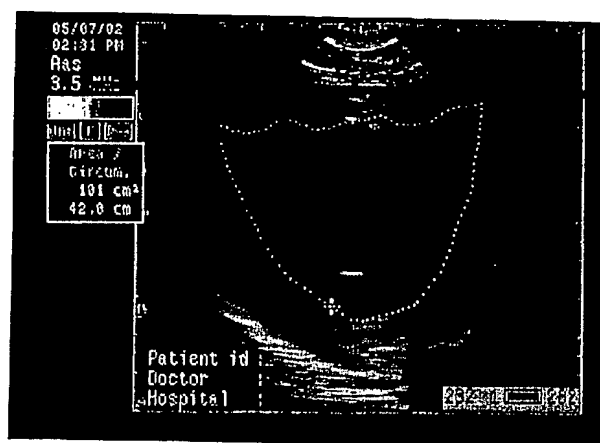 05/07/02
02:31 PM
Aas
3.5 MHz
Area /
Circum.
101 cm²
42.0 cm
Patient id :
Doctor :
Hospital :